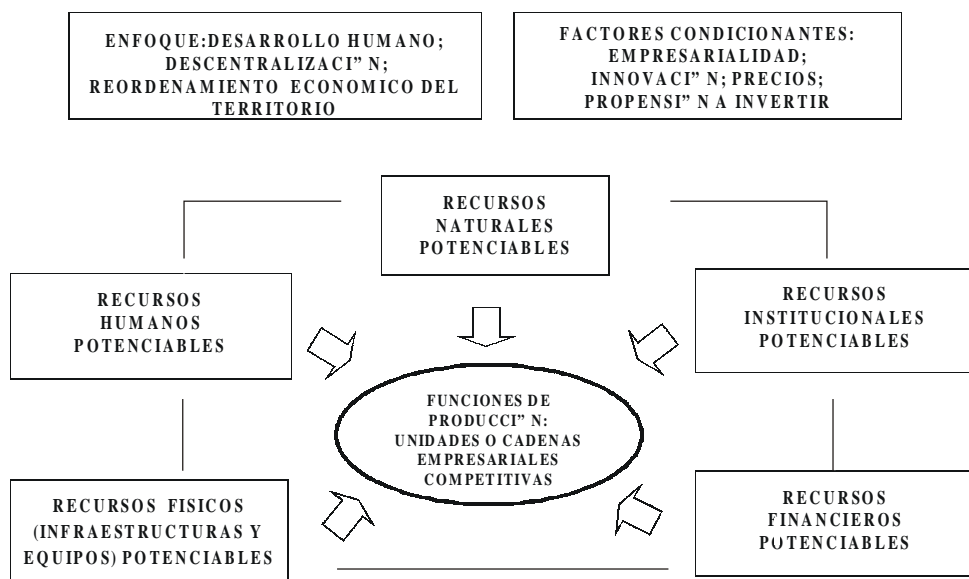 ENFOQUE:DESARROLLO HUMANO;
DESCENTRALIZACI” N;
REORDENAMIENTO ECONOMICO DEL
TERRITORIO
FACTORES CONDICIONANTES:
EMPRESARIALIDAD;
INNOVACI” N; PRECIOS;
PROPENSI” N A INVERTIR
RECURSOS
NATURALES
POTENCIABLES
RECURSOS
HUMANOS
POTENCIABLES
RECURSOS
INSTITUCIONALES
POTENCIABLES
FUNCIONES DE
PRODUCCI” N:
UNIDADES O CADENAS
EMPRESARIALES
COMPETITIVAS
RECURSOS FISICOS
(INFRAESTRUCTURAS Y
EQUIPOS) POTENCIABLES
RECURSOS
FINANCIEROS
POTENCIABLES